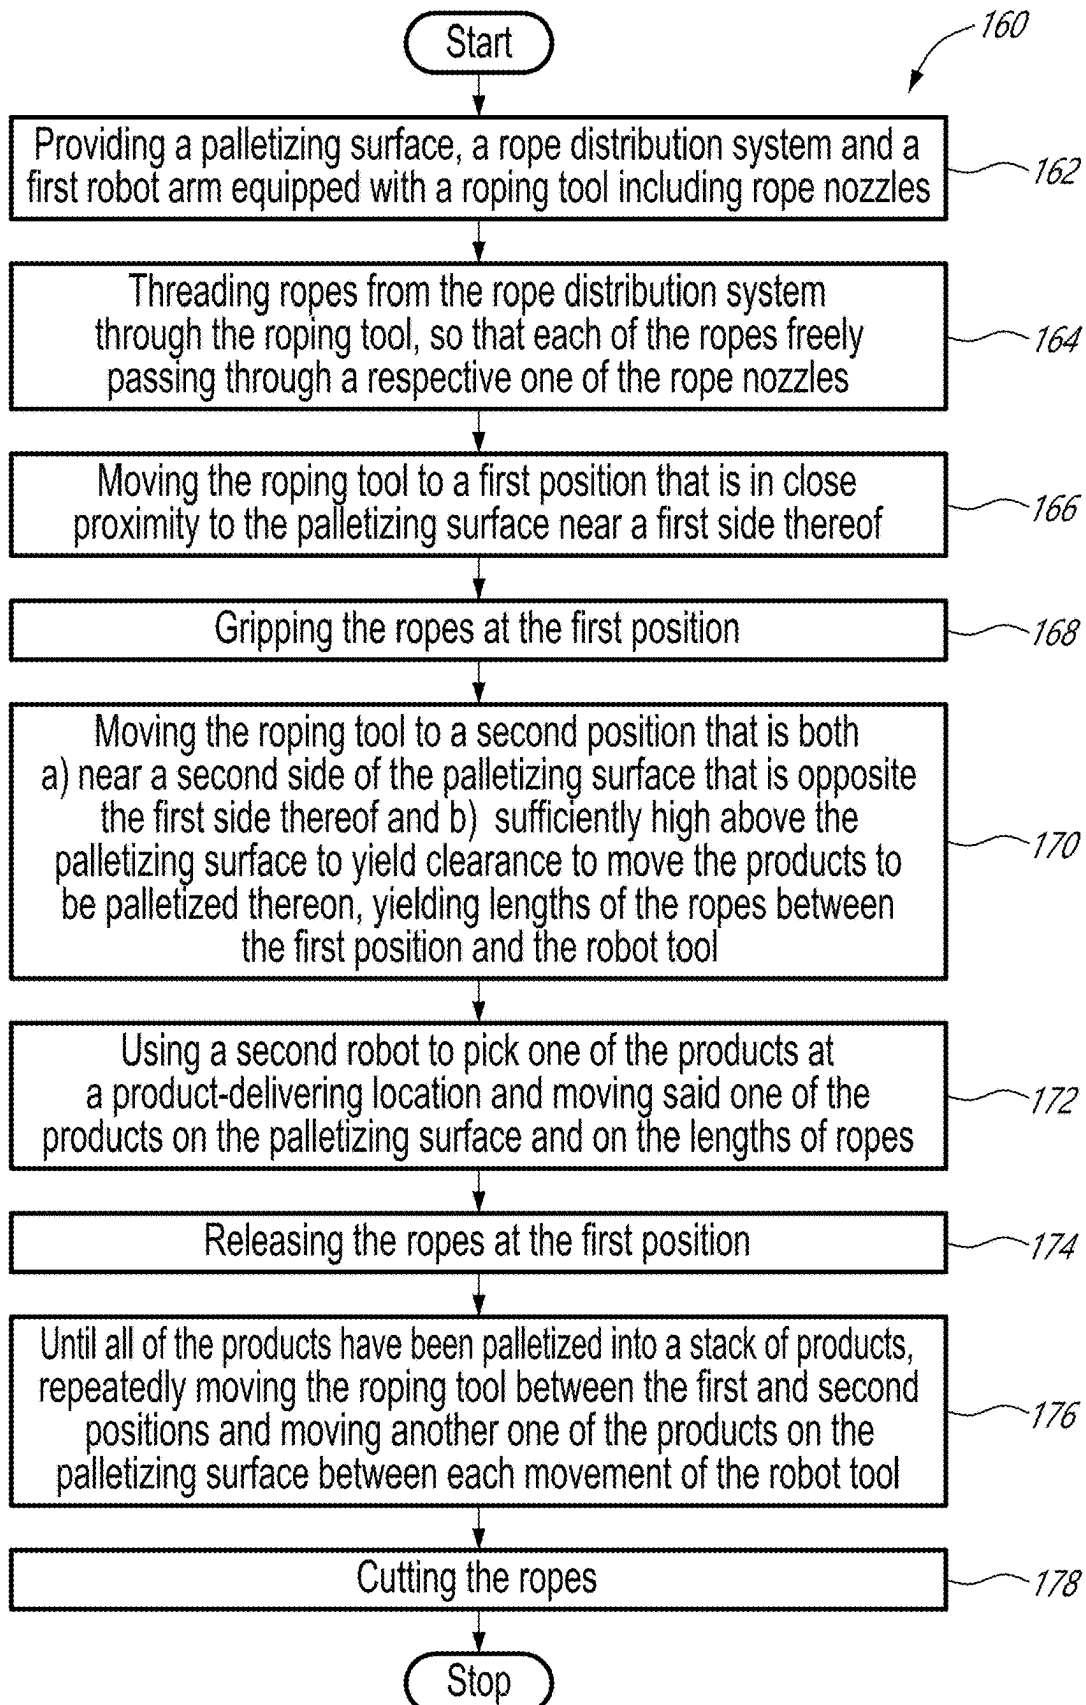 Start
160
Providing a palletizing surface, a rope distribution system and a
first robot arm equipped with a roping tool including rope nozzles
162
Threading ropes from the rope distribution system
through the roping tool, so that each of the ropes freely
passing through a respective one of the rope nozzles
164
Moving the roping tool to a first position that is in close
proximity to the palletizing surface near a first side thereof
166
Gripping the ropes at the first position
168
Moving the roping tool to a second position that is both
a) near a second side of the palletizing surface that is opposite
the first side thereof and b) sufficiently high above the
palletizing surface to yield clearance to move the products to
be palletized thereon, yielding lengths of the ropes between
the first position and the robot tool
170
Using a second robot to pick one of the products at
a product-delivering location and moving said one of the
products on the palletizing surface and on the lengths of ropes
172
Releasing the ropes at the first position
174
Until all of the products have been palletized into a stack of products,
repeatedly moving the roping tool between the first and second
positions and moving another one of the products on the
palletizing surface between each movement of the robot tool
176
Cutting the ropes
178
Stop